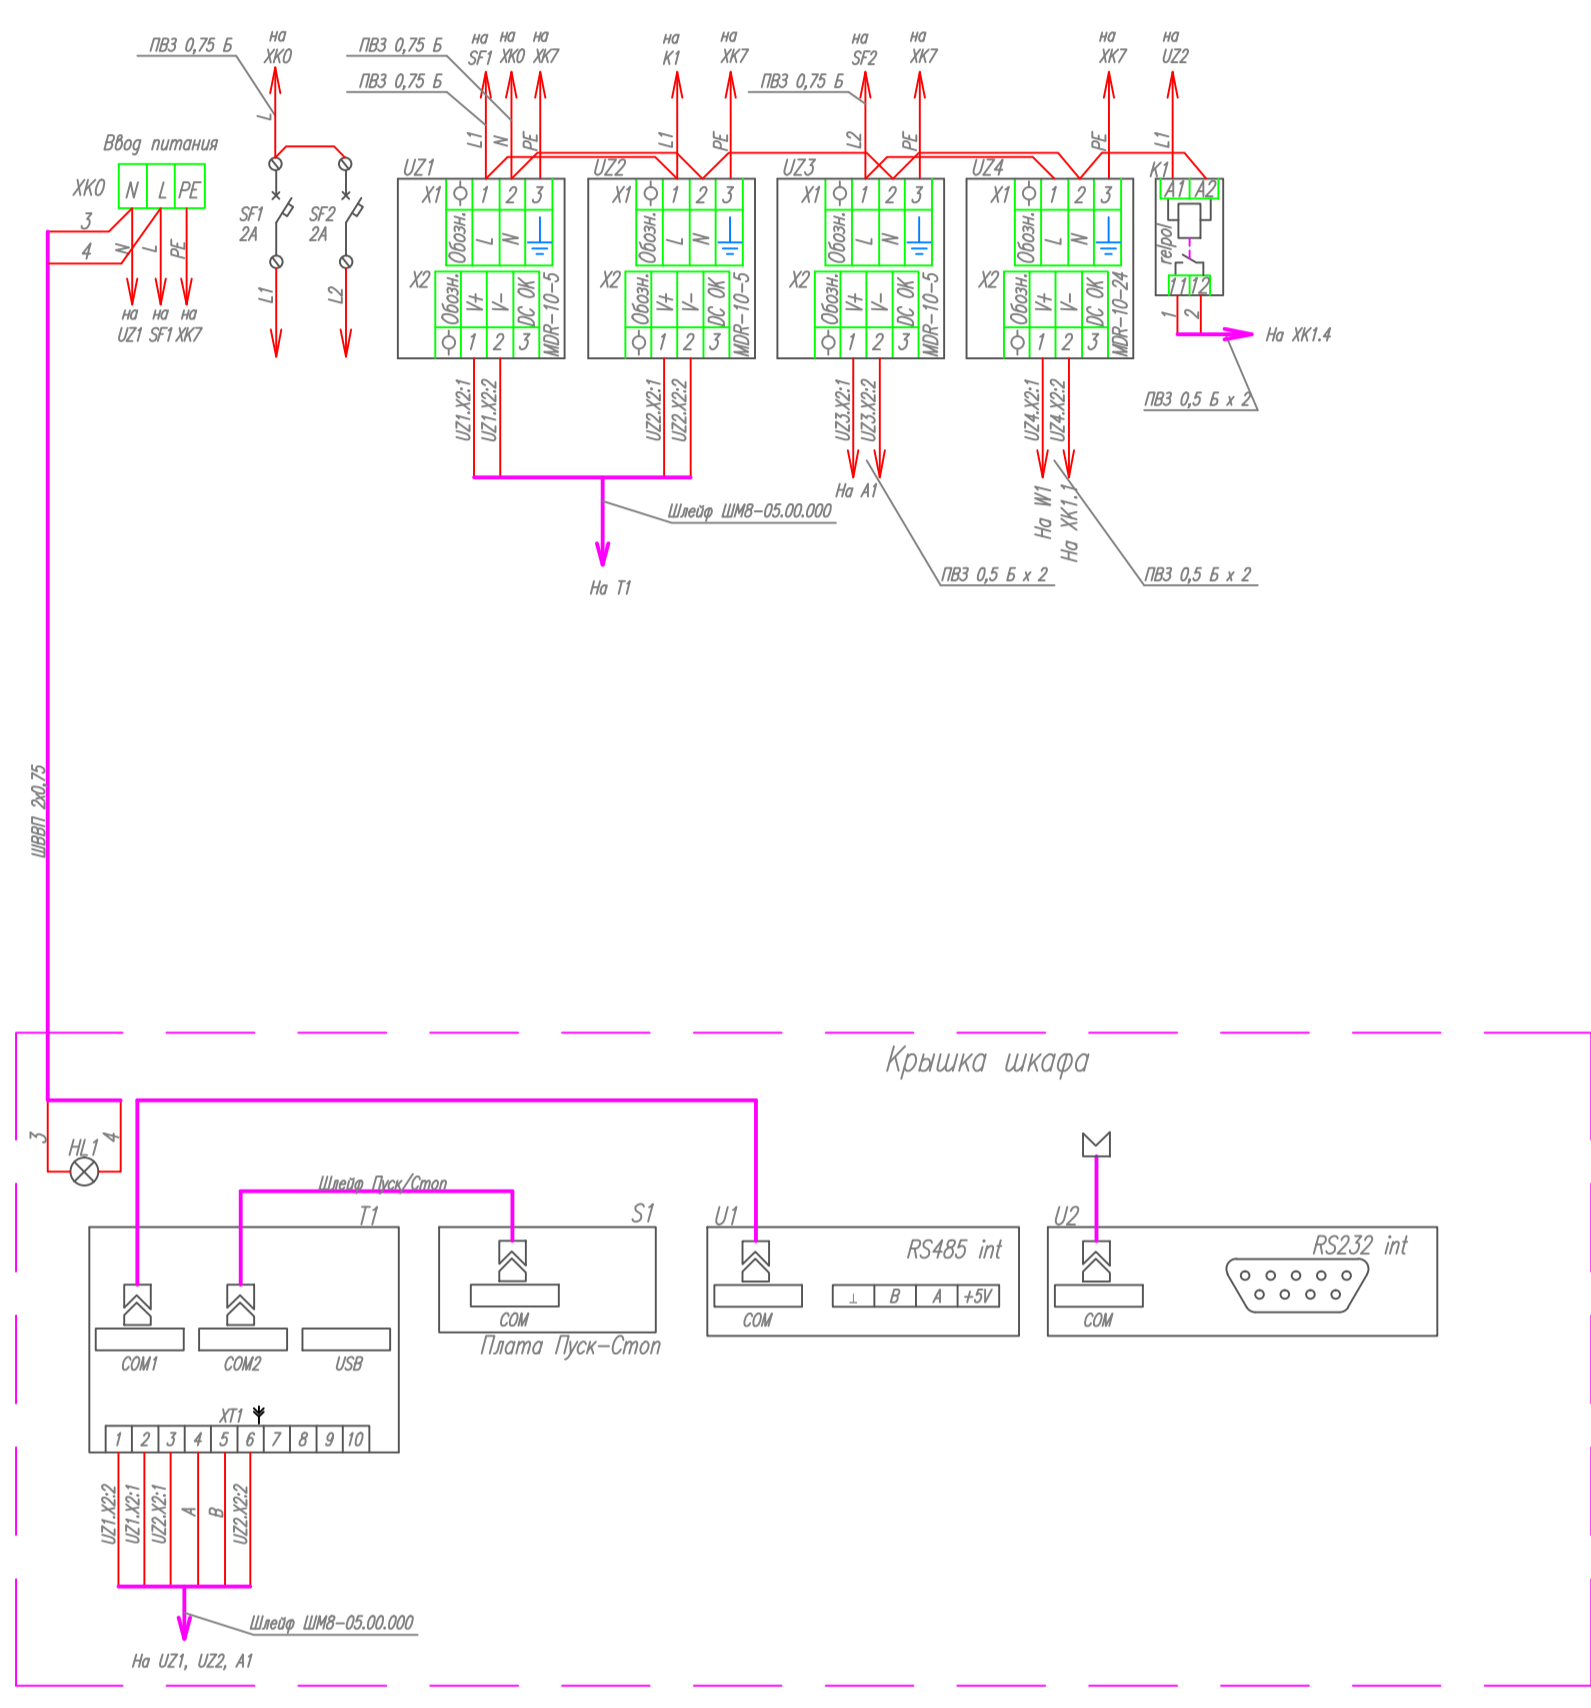 ПВ3 0,75 Б
на
ХК0
L
ПВ3 0,75 Б
ПВ3 0,75 Б
на
SF1
на
ХК0
на
ХК7
L1
N
PE
на
К1
на
ХК7
L1
PE
ПВ3 0,75 Б
на
SF2
на
ХК7
L2
PE
на
ХК7
PE
на
UZ2
L1
Ввод питания
ХК0
N L PE
3
4
N
L
PE
на
UZ1
на
SF1
на
ХК7
SF1
2А
SF2
2А
L1
L2
UZ1
X1
1 2 3
Обозн.
L
N
X2
Обозн.
V+
V-
DC OK
1 2 3
MDR-10-5
UZ2
X1
1 2 3
Обозн.
L
N
X2
Обозн.
V+
V-
DC OK
1 2 3
MDR-10-5
UZ3
X1
1 2 3
Обозн.
L
N
X2
Обозн.
V+
V-
DC OK
1 2 3
MDR-10-5
UZ4
X1
1 2 3
Обозн.
L
N
X2
Обозн.
V+
V-
DC OK
1 2 3
MDR-10-24
K1
A1 A2
relpol
11 12
1
2
На ХК1.4
ПВ3 0,5 Б х 2
UZ1.X2:1
UZ1.X2:2
UZ2.X2:1
UZ2.X2:2
UZ3.X2:1
UZ3.X2:2
UZ4.X2:1
UZ4.X2:2
На А1
На W1
На ХК1.1
Шлейф ШМ8-05.00.000
ПВ3 0,5 Б х 2
ПВ3 0,5 Б х 2
На Т1
ШВВП 2х0,75
Крышка шкафа
3
HL1
4
Шлейф Пуск/Стоп
T1
COM1
COM2
USB
XT1
1 2 3 4 5 6 7 8 9 10
S1
COM
Плата Пуск-Стоп
U1
RS485 int
COM
⊥ B A +5V
U2
RS232 int
COM
UZ1.X2:2
UZ1.X2:1
UZ2.X2:1
A
B
UZ2.X2:2
Шлейф ШМ8-05.00.000
На UZ1, UZ2, A1